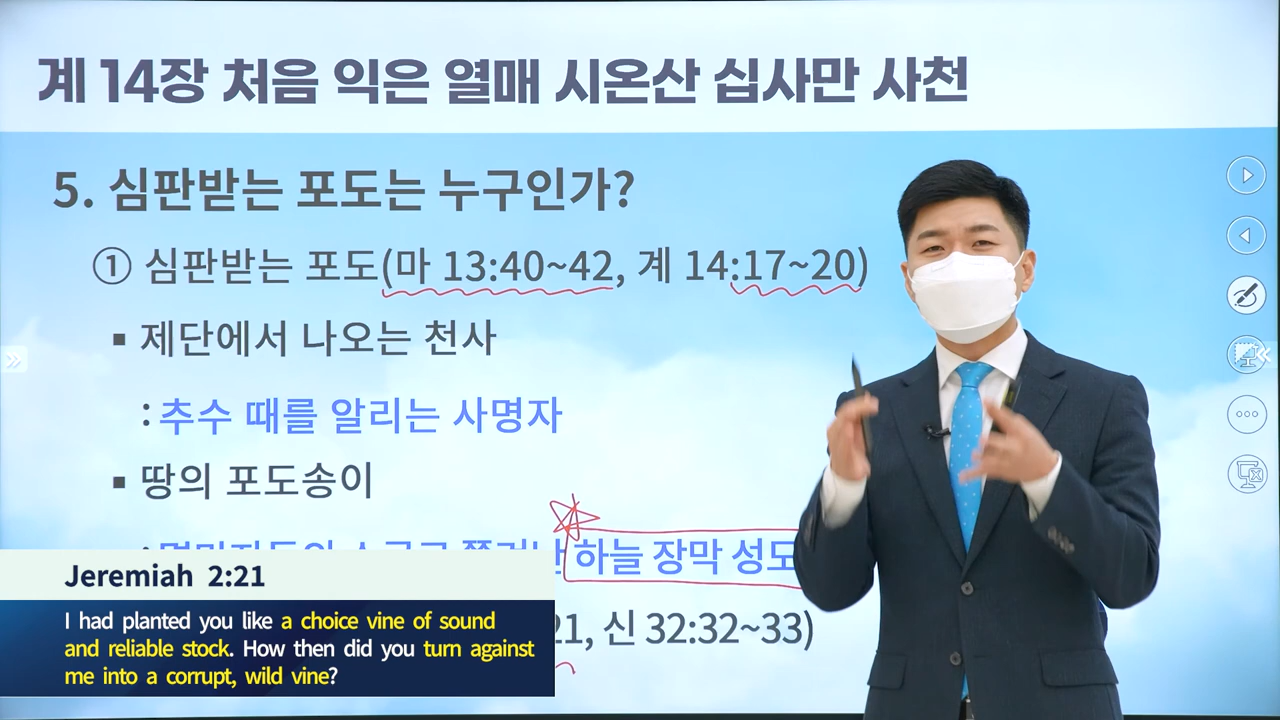 계 14장 처음 익은 열매 시온산 십사만 사천
5. 심판받는 포도는 누구인가?
① 심판받는 포도(마 13:40~42, 계 14:17~20)
▪ 제단에서 나오는 천사
: 추수 때를 알리는 사명자
▪ 땅의 포도송이
하늘 장막 성도
21, 신 32:32~33)
Jeremiah 2:21
I had planted you like a choice vine of sound
and reliable stock. How then did you turn against
me into a corrupt, wild vine?